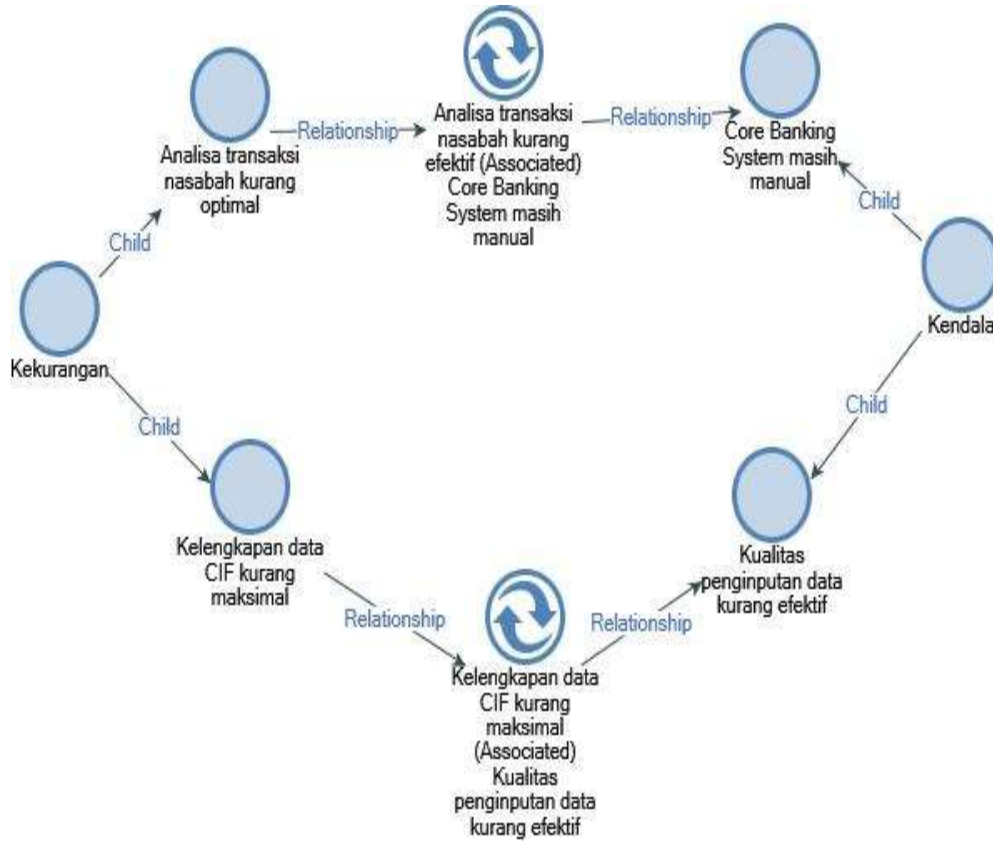 Analisa transaksi
nasabah kurang
optimal
Relationship
Analisa transaksi
nasabah kurang
efektif (Associated)
Core Banking
System masih
manual
Relationship
Core Banking
System masih
manual
Child
Child
Kekurangan
Kendala
Child
Child
Kelengkapan data
CIF kurang
maksimal
Relationship
Kelengkapan data
CIF kurang
maksimal
(Associated)
Kualitas
penginputan data
kurang efektif
Relationship
Kualitas
penginputan data
kurang efektif